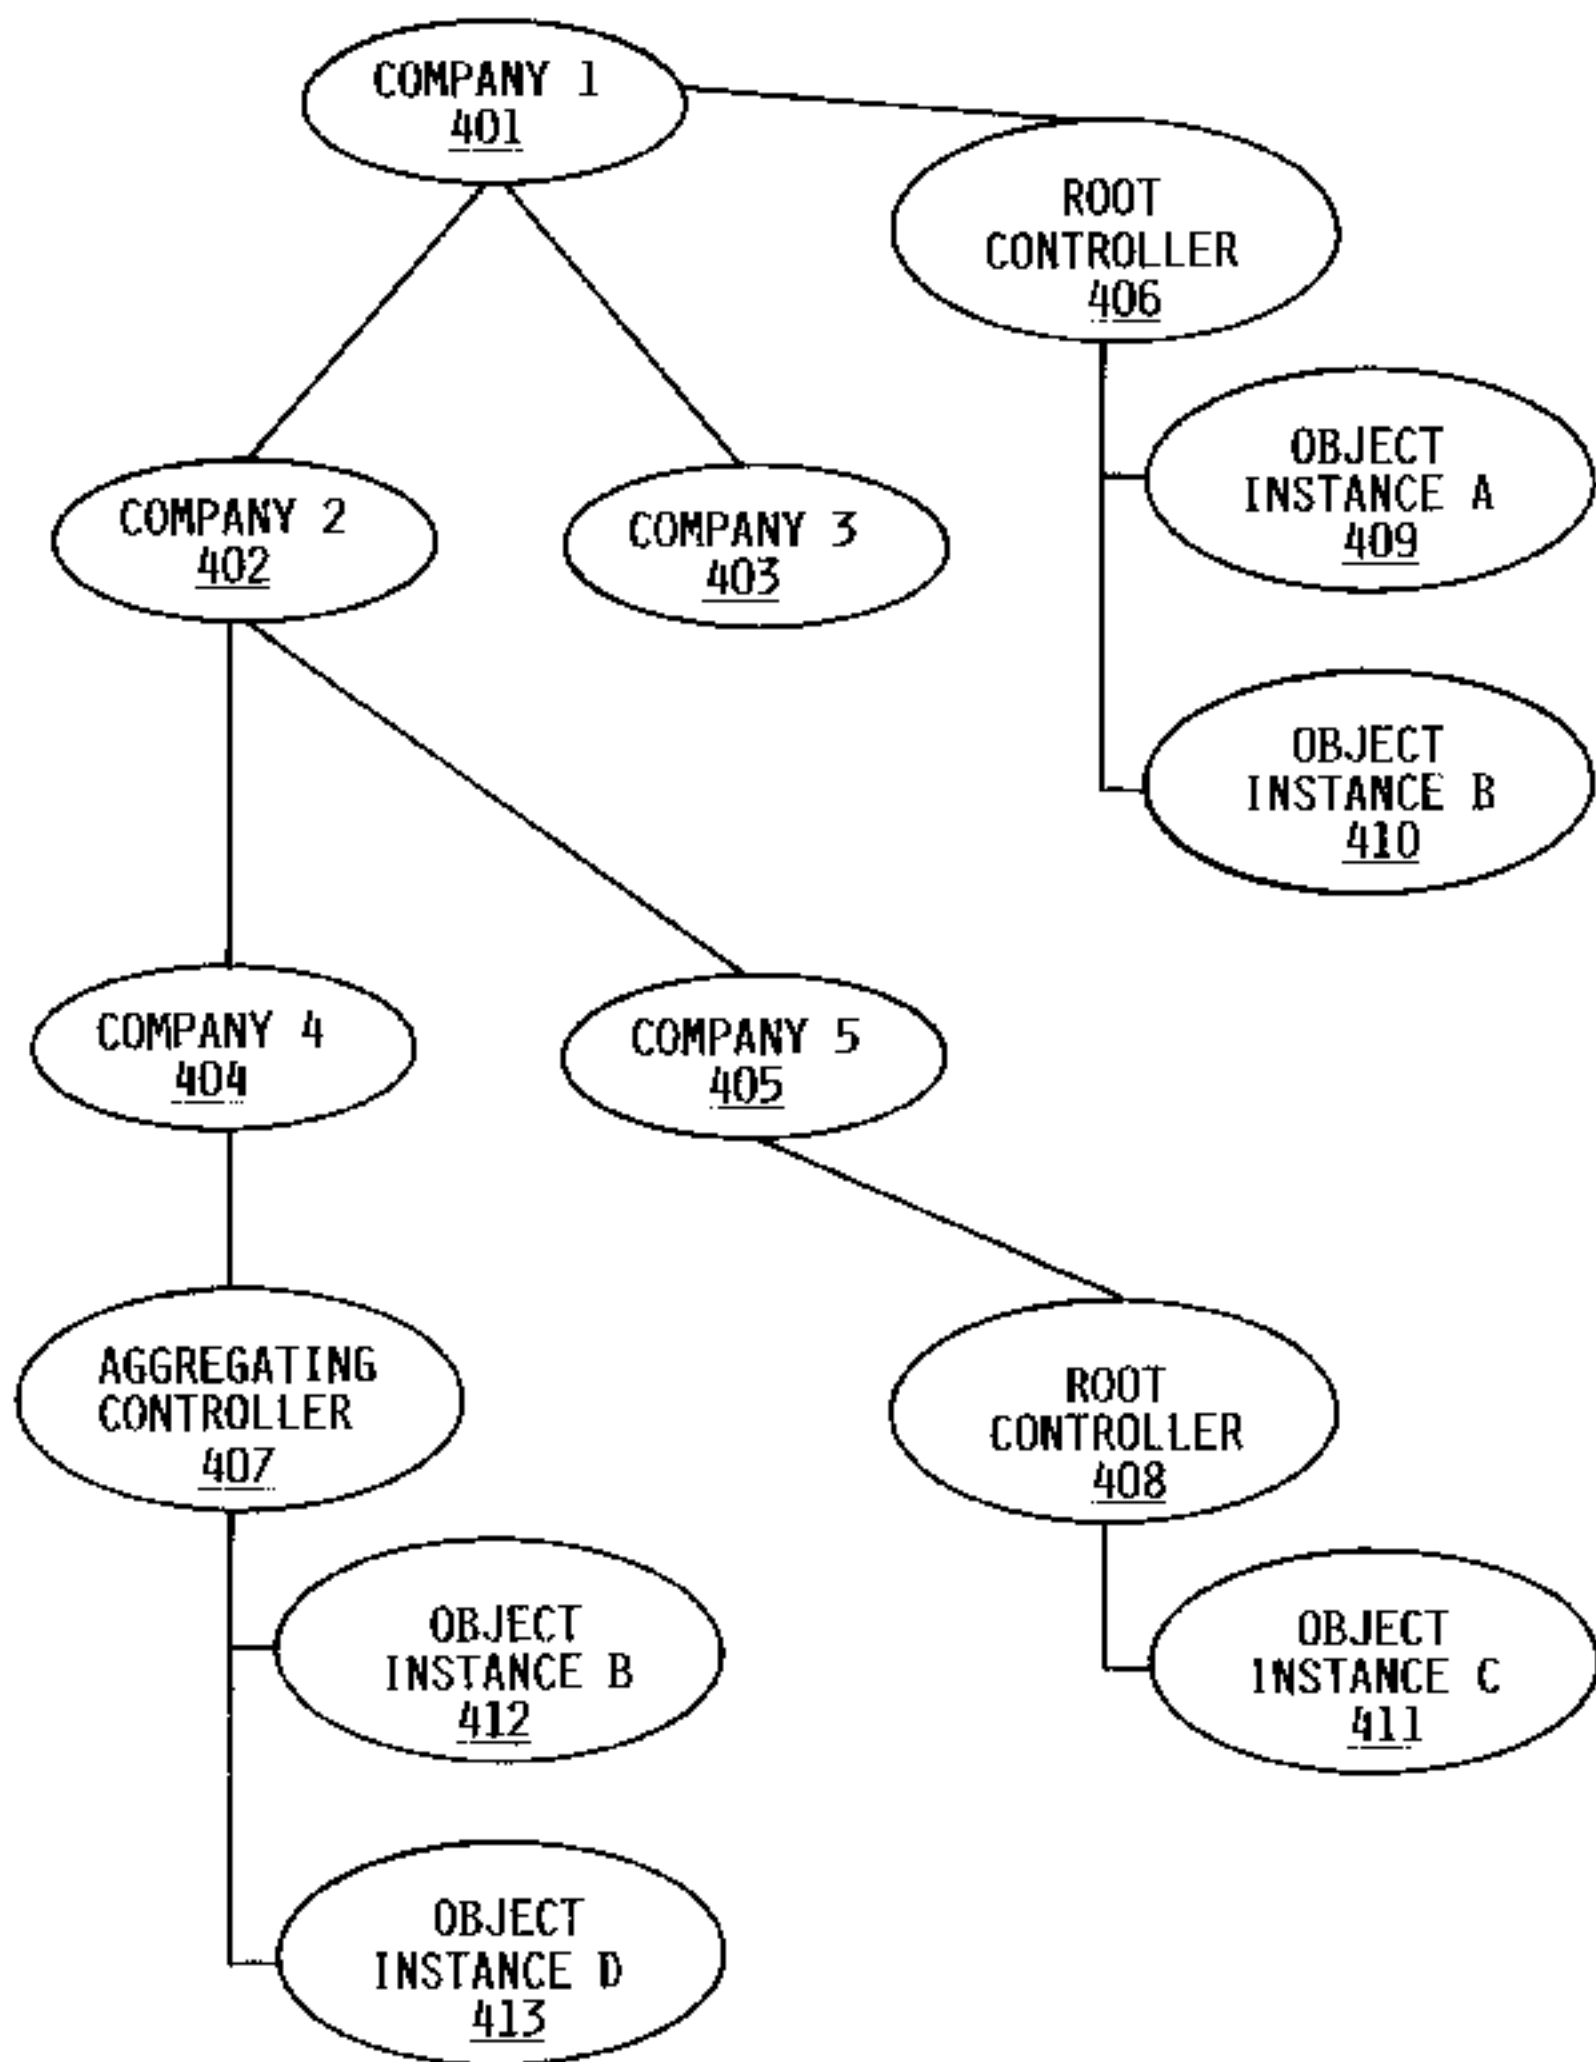 COMPANY 1
401
ROOT
CONTROLLER
406
OBJECT
INSTANCE A
409
COMPANY 2
402
COMPANY 3
403
OBJECT
INSTANCE B
410
COMPANY 4
404
COMPANY 5
405
AGGREGATING
CONTROLLER
407
ROOT
CONTROLLER
408
OBJECT
INSTANCE B
412
OBJECT
INSTANCE C
411
OBJECT
INSTANCE D
413